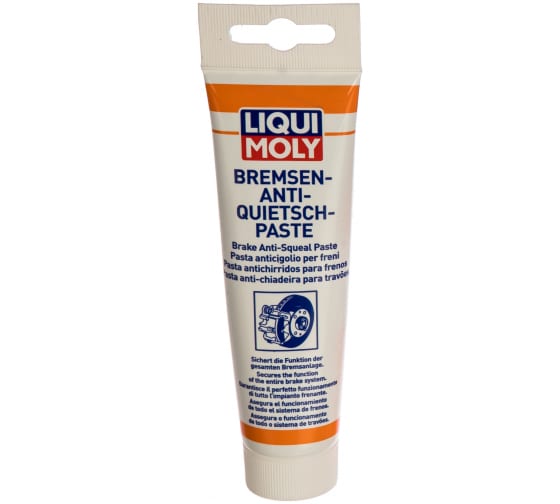 LIQUI
MOLY
BREMSEN-
ANTI-
QUIETSCH-
PASTE
Brake Anti-Squeal Paste
Pasta anticigolio per freni
Pasta antichirridos para frenos
Pasta anti-chiadeira para travões
Sichert die Funktion der
gesamten Bremsanlage.
Secures the function
of the entire brake system.
Garantisce il perfetto funzionamento
di tutto l'impianto frenante.
Asegura el funcionamiento
de todo el sistema de frenos.
Assegura o funcionamento
de todo o sistema de travões.